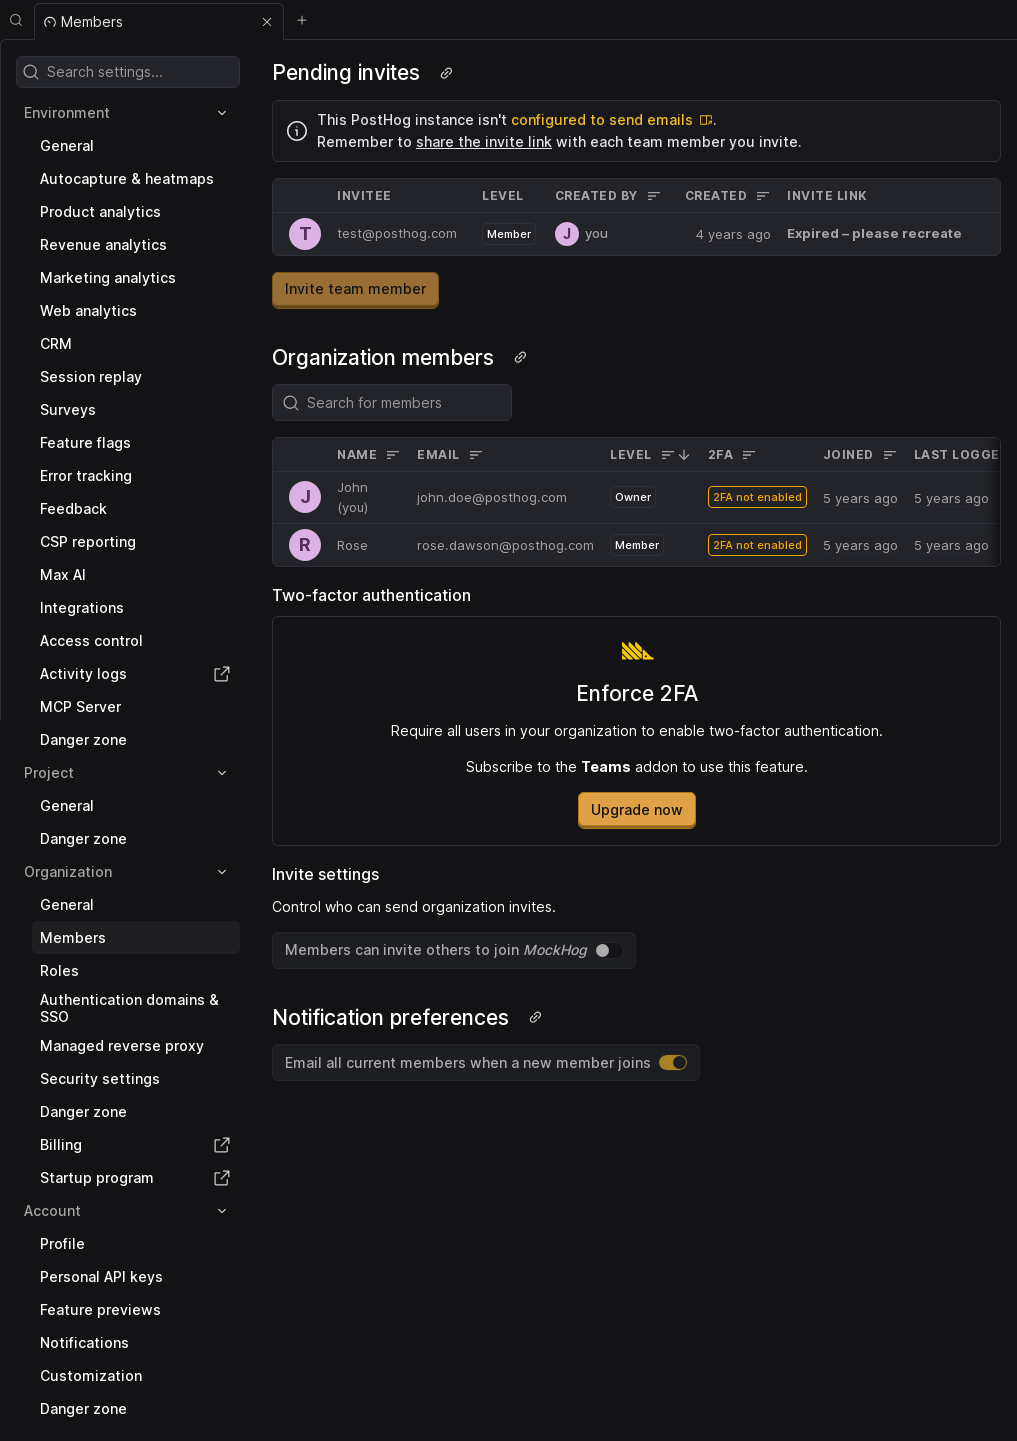 Members
Search settings...
Environment
General
Autocapture & heatmaps
Product analytics
Revenue analytics
Marketing analytics
Web analytics
CRM
Session replay
Surveys
Feature flags
Error tracking
Feedback
CSP reporting
Max AI
Integrations
Access control
Activity logs
MCP Server
Danger zone
Project
General
Danger zone
Organization
General
Members
Roles
Authentication domains &
SSO
Managed reverse proxy
Security settings
Danger zone
Billing
Startup program
Account
Profile
Personal API keys
Feature previews
Notifications
Customization
Danger zone
Pending invites
This PostHog instance isn't configured to send emails.
Remember to share the invite link with each team member you invite.
INVITEE LEVEL CREATED BY CREATED INVITE LINK
T test@posthog.com Member J you 4 years ago Expired – please recreate
Invite team member
Organization members
Search for members
NAME EMAIL LEVEL 2FA JOINED LAST LOGGE
J John (you) john.doe@posthog.com Owner 2FA not enabled 5 years ago 5 years ago
R Rose rose.dawson@posthog.com Member 2FA not enabled 5 years ago 5 years ago
Two-factor authentication
Enforce 2FA
Require all users in your organization to enable two-factor authentication.
Subscribe to the Teams addon to use this feature.
Upgrade now
Invite settings
Control who can send organization invites.
Members can invite others to join MockHog
Notification preferences
Email all current members when a new member joins